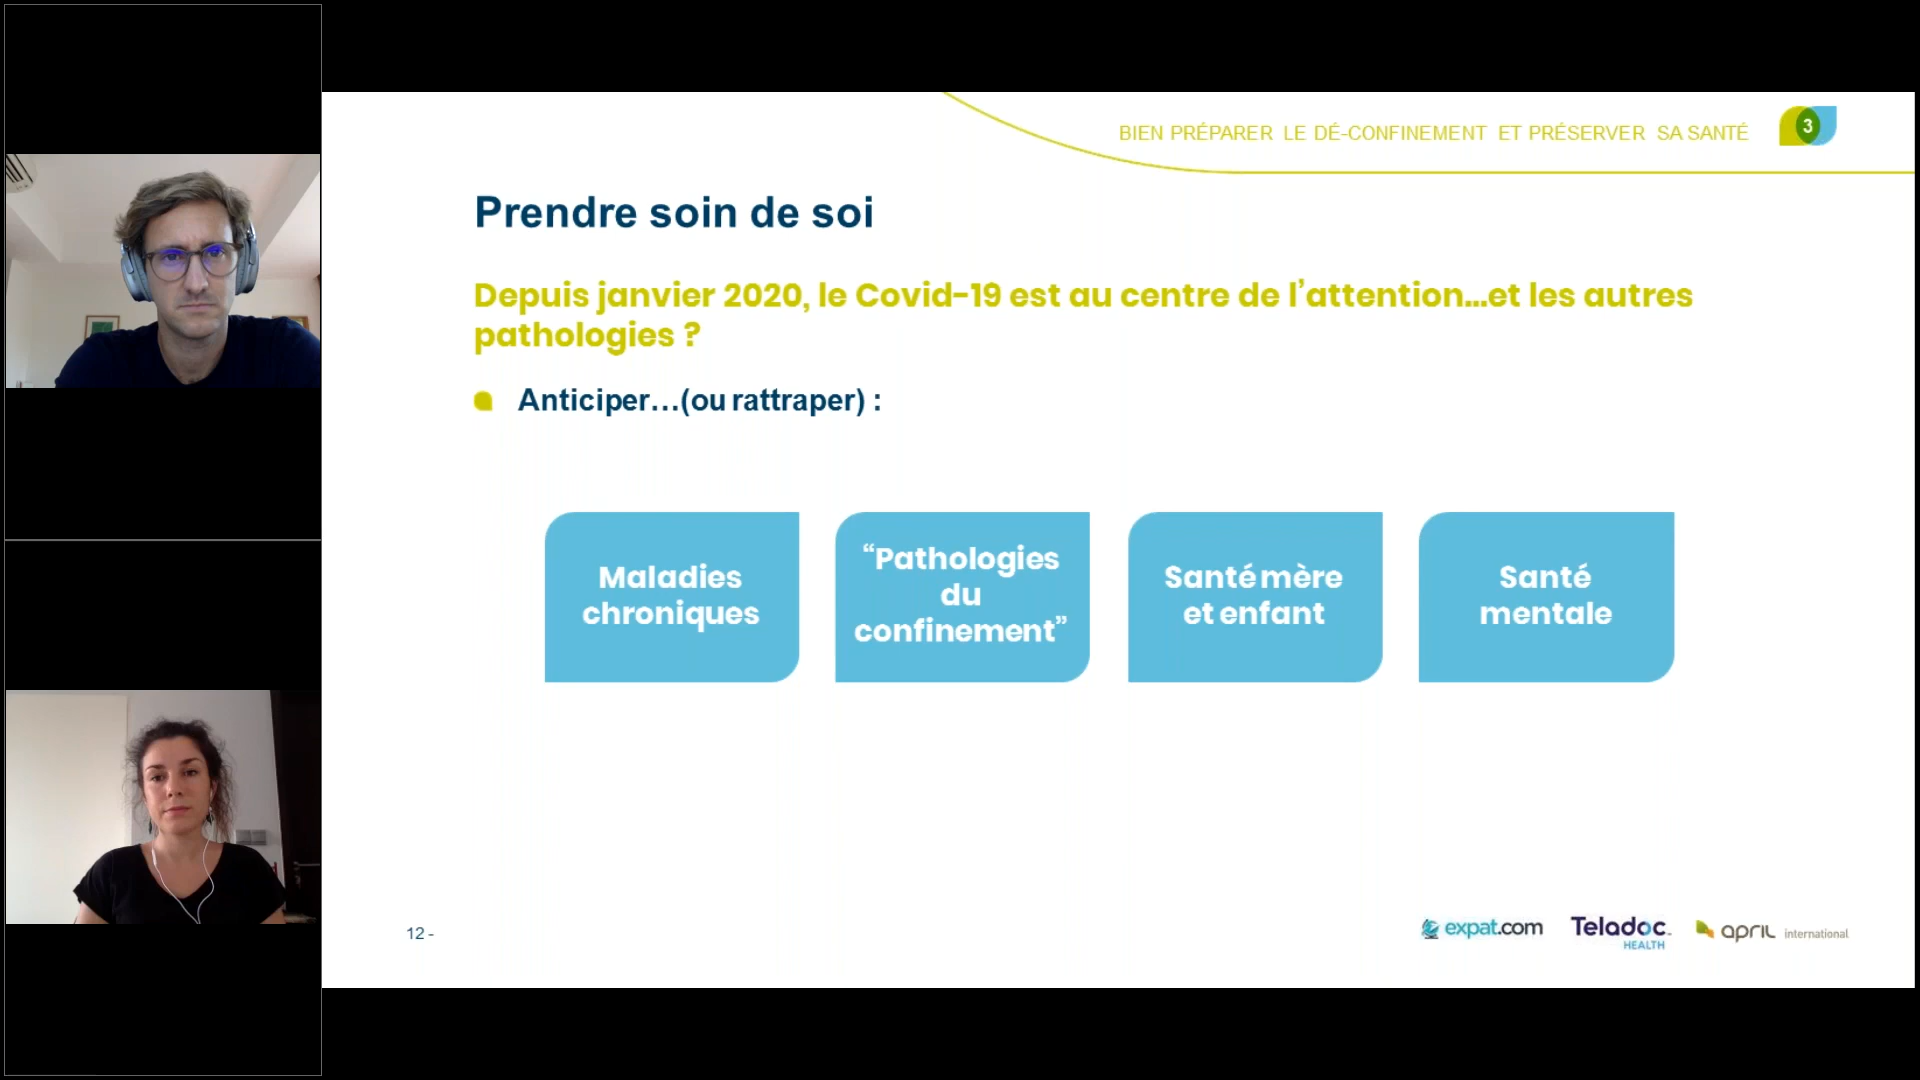 BIEN PRÉPARER LE DÉ-CONFINEMENT ET PRÉSERVER SA SANTÉ
3
Prendre soin de soi
Depuis janvier 2020, le Covid-19 est au centre de l’attention...et les autres
pathologies ?
Anticiper…(ou rattraper) :
Maladies
chroniques
“Pathologies
du
confinement”
Santé mère
et enfant
Santé
mentale
12 -
expat.com
Teladoc™
HEALTH
april international